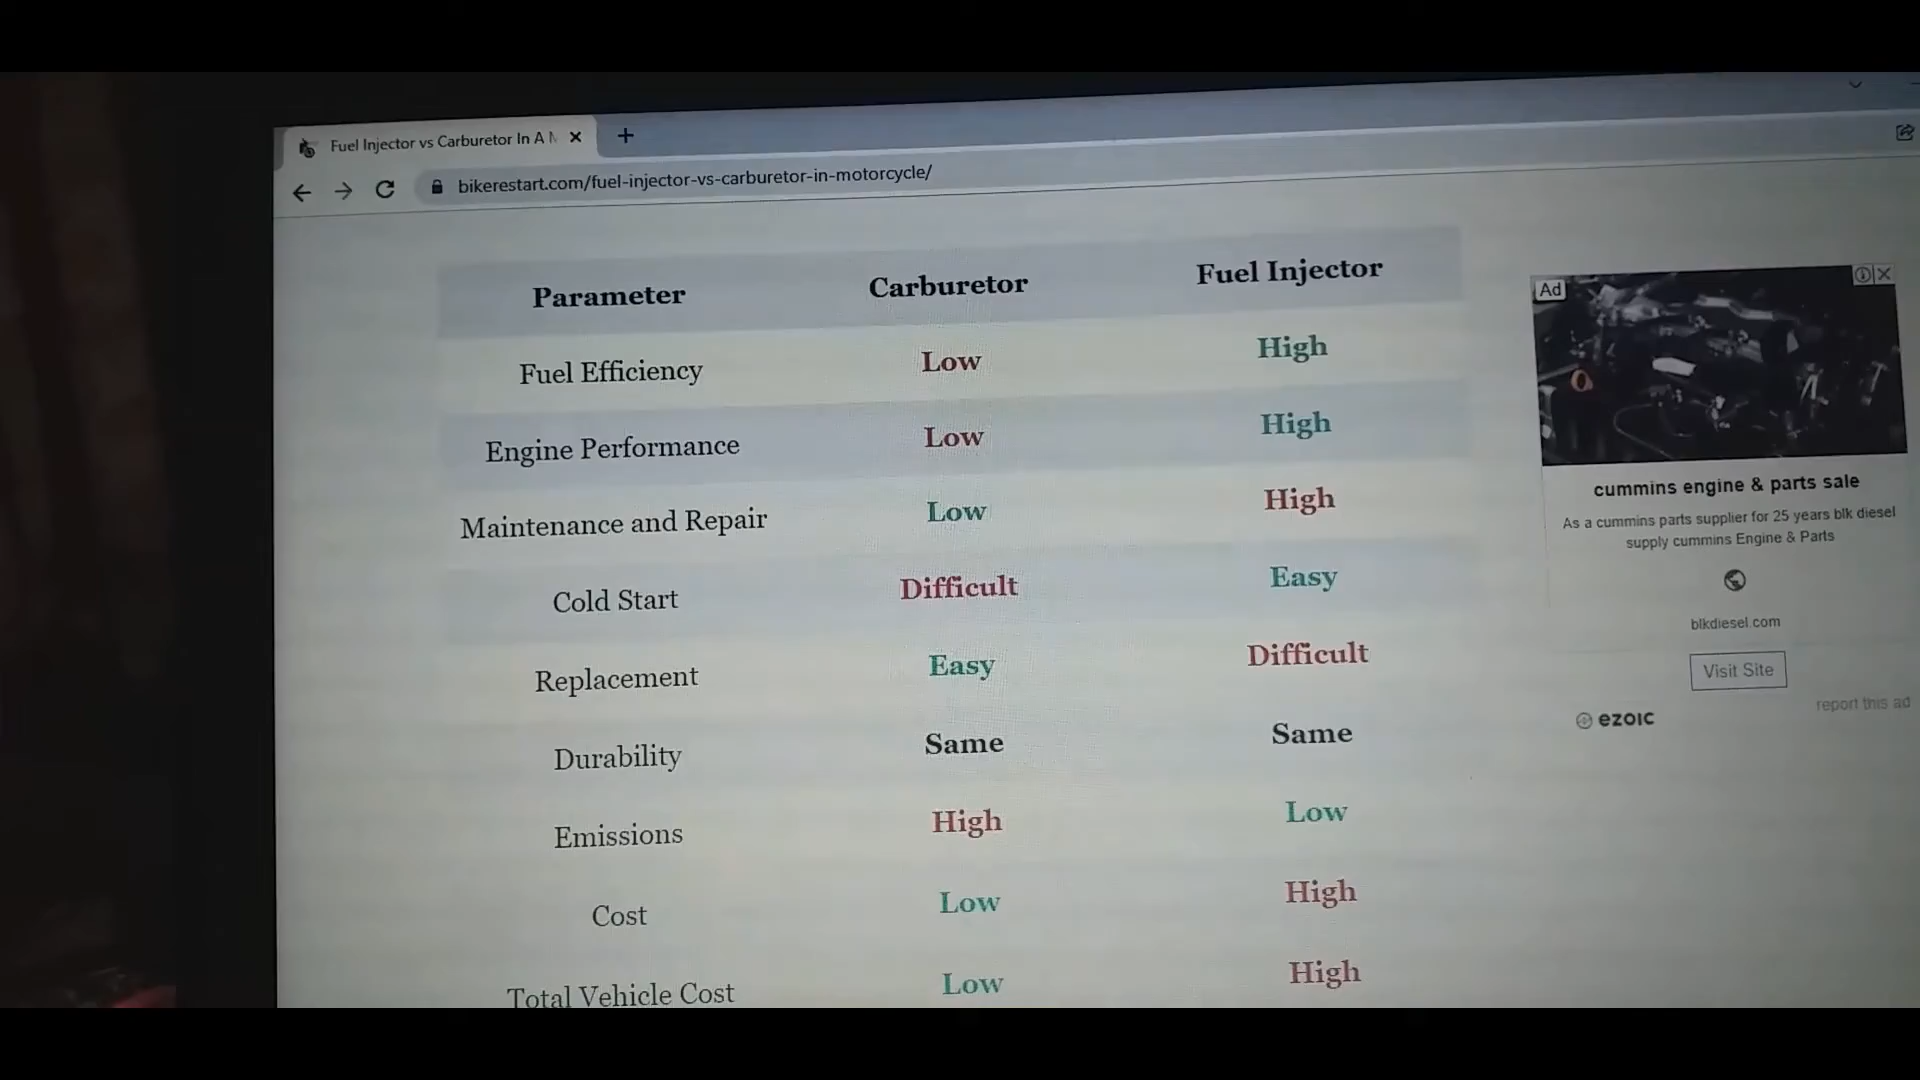 Fuel Injector vs Carburetor In A M
bikerestart.com/fuel-injector-vs-carburetor-in-motorcycle/
Parameter Carburetor Fuel Injector
Fuel Efficiency Low High
Engine Performance Low High
Maintenance and Repair Low High
Cold Start Difficult Easy
Replacement Easy Difficult
Durability Same Same
Emissions High Low
Cost Low High
Total Vehicle Cost Low High
Ad
cummins engine & parts sale
As a cummins parts supplier for 25 years blk diesel
supply cummins Engine & Parts
blkdiesel.com
Visit Site
report this ad
ezoic